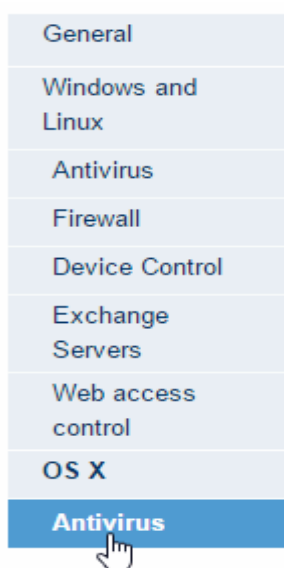 General
Windows and
Linux
Antivirus
Firewall
Device Control
Exchange
Servers
Web access
control
OS X
Antivirus